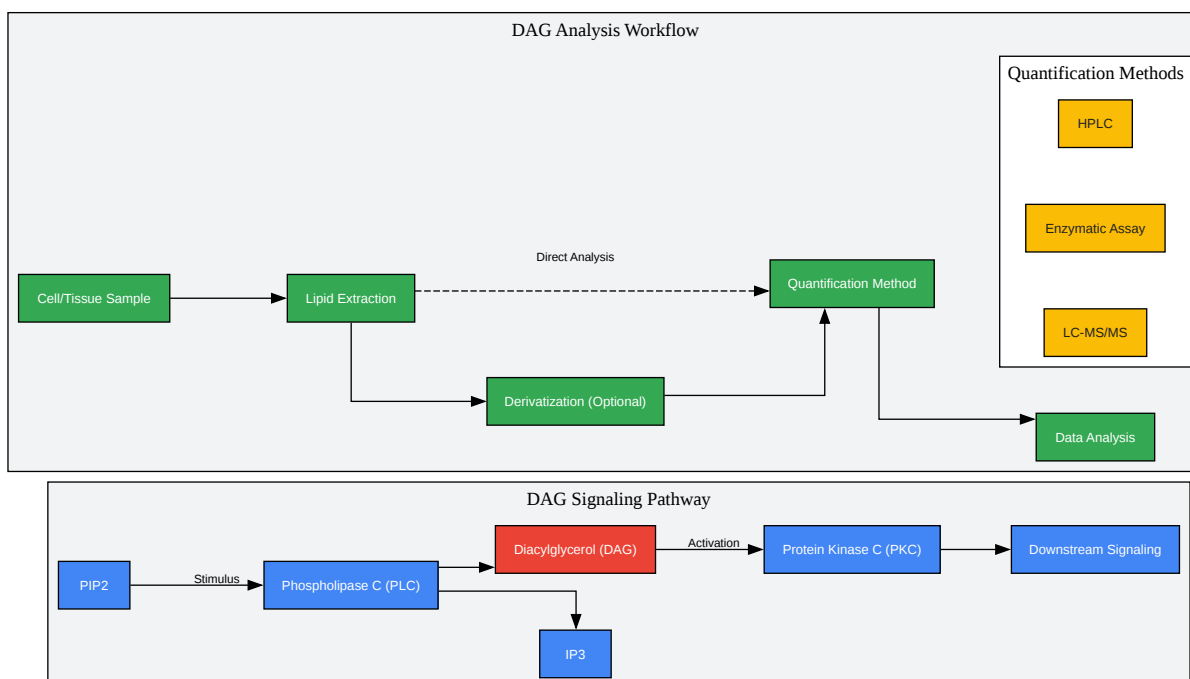 DAG Analysis Workflow
Quantification Methods
HPLC
Enzymatic Assay
LC-MS/MS
Direct Analysis
Cell/Tissue Sample
Lipid Extraction
Quantification Method
Derivatization (Optional)
Data Analysis
DAG Signaling Pathway
PIP2
Stimulus
Phospholipase C (PLC)
Diacylglycerol (DAG)
Activation
Protein Kinase C (PKC)
Downstream Signaling
IP3